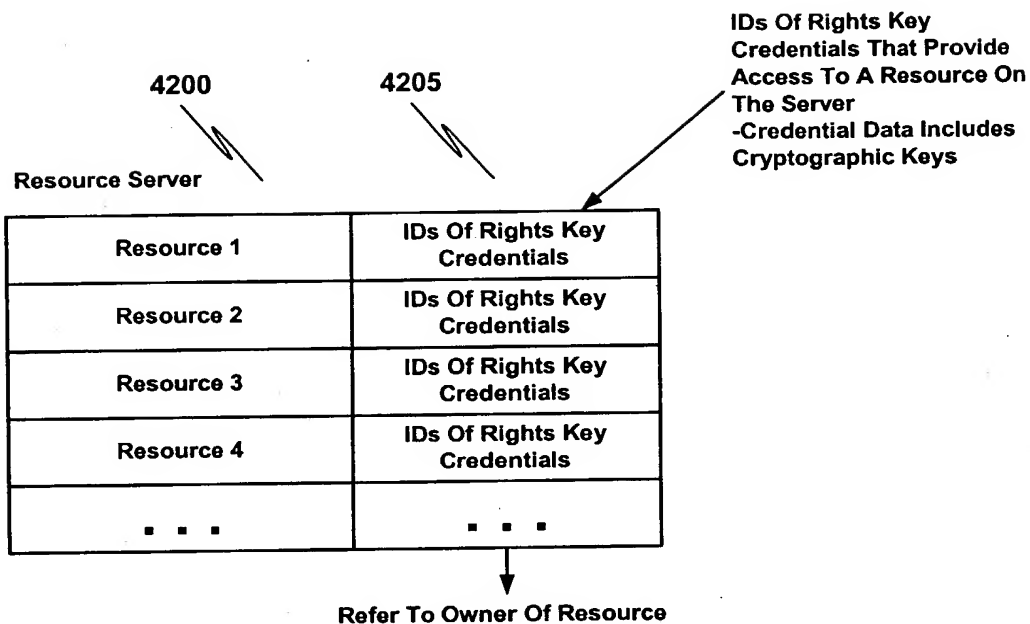 IDs Of Rights Key
Credentials That Provide
Access To A Resource On
The Server
-Credential Data Includes
Cryptographic Keys
4200
4205
Resource Server
Resource 1
IDs Of Rights Key
Credentials
Resource 2
IDs Of Rights Key
Credentials
Resource 3
IDs Of Rights Key
Credentials
Resource 4
IDs Of Rights Key
Credentials
. . .
. . .
Refer To Owner Of Resource